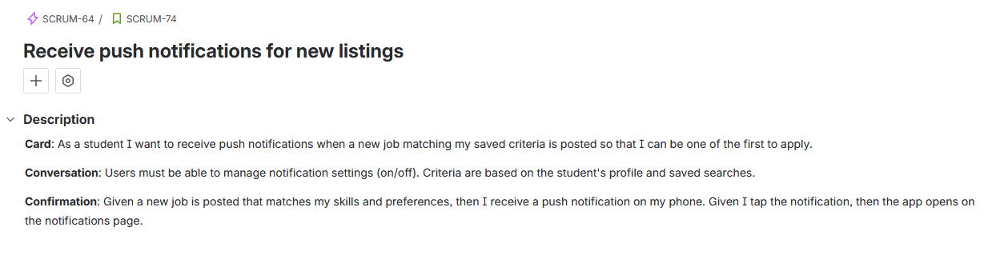 SCRUM-64 / SCRUM-74
Receive push notifications for new listings
Description
Card: As a student I want to receive push notifications when a new job matching my saved criteria is posted so that I can be one of the first to apply.
Conversation: Users must be able to manage notification settings (on/off). Criteria are based on the student's profile and saved searches.
Confirmation: Given a new job is posted that matches my skills and preferences, then I receive a push notification on my phone. Given I tap the notification, then the app opens on
the notifications page.